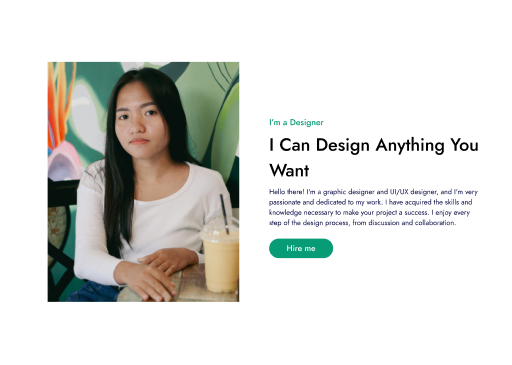 I'm a Designer
I Can Design Anything You
Want
Hello there! I'm a graphic designer and UI/UX designer, and I'm very
passionate and dedicated to my work. I have acquired the skills and
knowledge necessary to make your project a success. I enjoy every
step of the design process, from discussion and collaboration.
Hire me